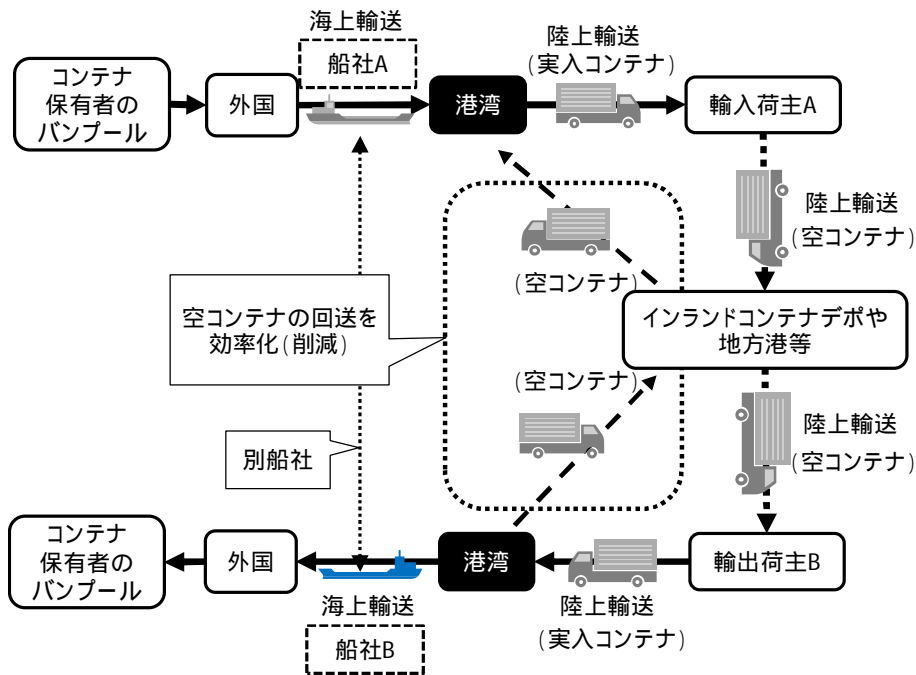 海上輸送
船社A
陸上輸送
(実入コンテナ)
コンテナ
保有者の
バンプール
外国
港湾
輸入荷主A
陸上輸送
(空コンテナ)
(空コンテナ)
空コンテナの回送を
効率化(削減)
インランドコンテナデポや
地方港等
(空コンテナ)
陸上輸送
(空コンテナ)
別船社
コンテナ
保有者の
バンプール
外国
港湾
輸出荷主B
海上輸送
船社B
陸上輸送
(実入コンテナ)